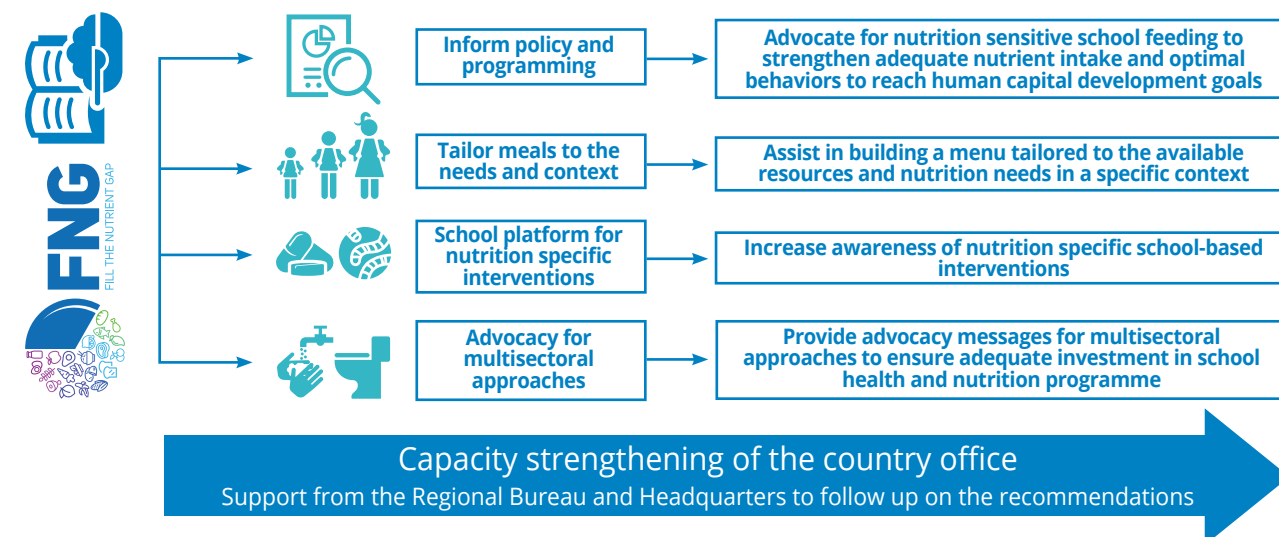 FNG
FILL THE NUTRIENT GAP
Inform policy and
programming
Advocate for nutrition sensitive school feeding to
strengthen adequate nutrient intake and optimal
behaviors to reach human capital development goals
Tailor meals to the
needs and context
Assist in building a menu tailored to the available
resources and nutrition needs in a specific context
School platform for
nutrition specific
interventions
Increase awareness of nutrition specific school-based
interventions
Advocacy for
multisectoral
approaches
Provide advocacy messages for multisectoral
approaches to ensure adequate investment in school
health and nutrition programme
Capacity strengthening of the country office
Support from the Regional Bureau and Headquarters to follow up on the recommendations